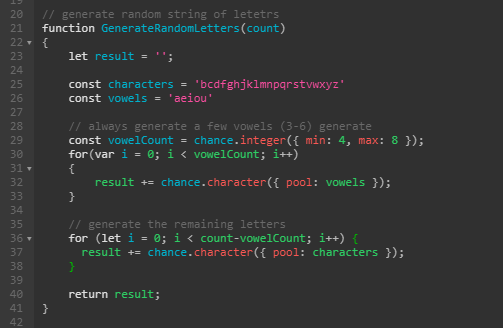 20 // generate random string of letetrs
21 function GenerateRandomLetters(count)
22 {
23 let result = '';
24
25 const characters = 'bcdfghjklmnpqrstvwxyz'
26 const vowels = 'aeiou'
27
28 // always generate a few vowels (3-6) generate
29 const vowelCount = chance.integer({ min: 4, max: 8 });
30 for(var i = 0; i < vowelCount; i++)
31 {
32 result += chance.character({ pool: vowels });
33 }
34
35 // generate the remaining letters
36 for (let i = 0; i < count-vowelCount; i++) {
37 result += chance.character({ pool: characters });
38 }
39
40 return result;
41 }
42